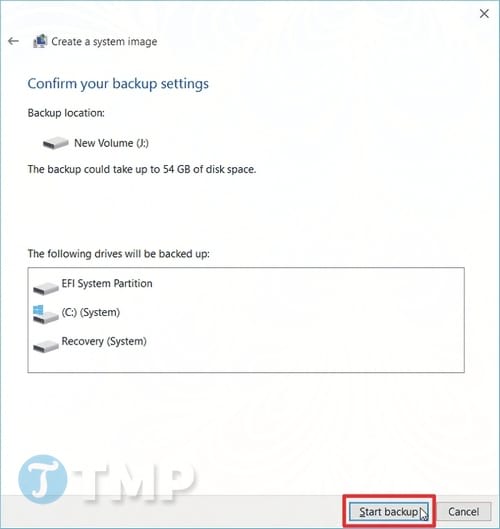 Create a system image
Confirm your backup settings
Backup location:
New Volume (J:)
The backup could take up to 54 GB of disk space.
The following drives will be backed up:
EFI System Partition
(C:) (System)
Recovery (System)
T TMP
Start backup Cancel